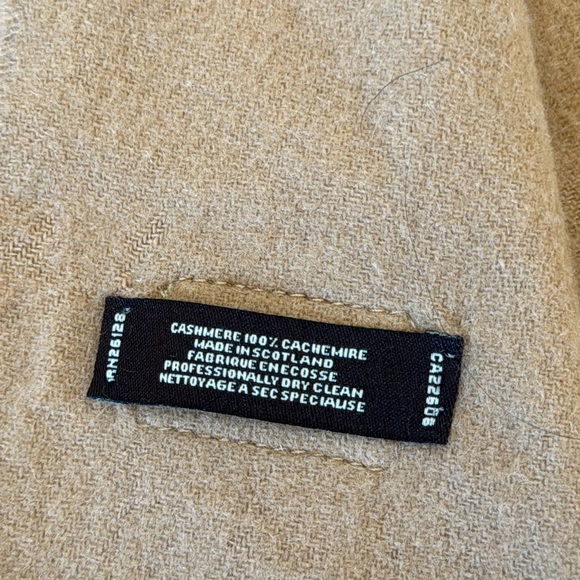 RN26128
CASHMERE 100% CACHEMIRE
MADE IN SCOTLAND
FABRIQUE EN ECOSSE
PROFESSIONALLY DRY CLEAN
NETTOYAGE A SEC SPECIALISE
CA22608